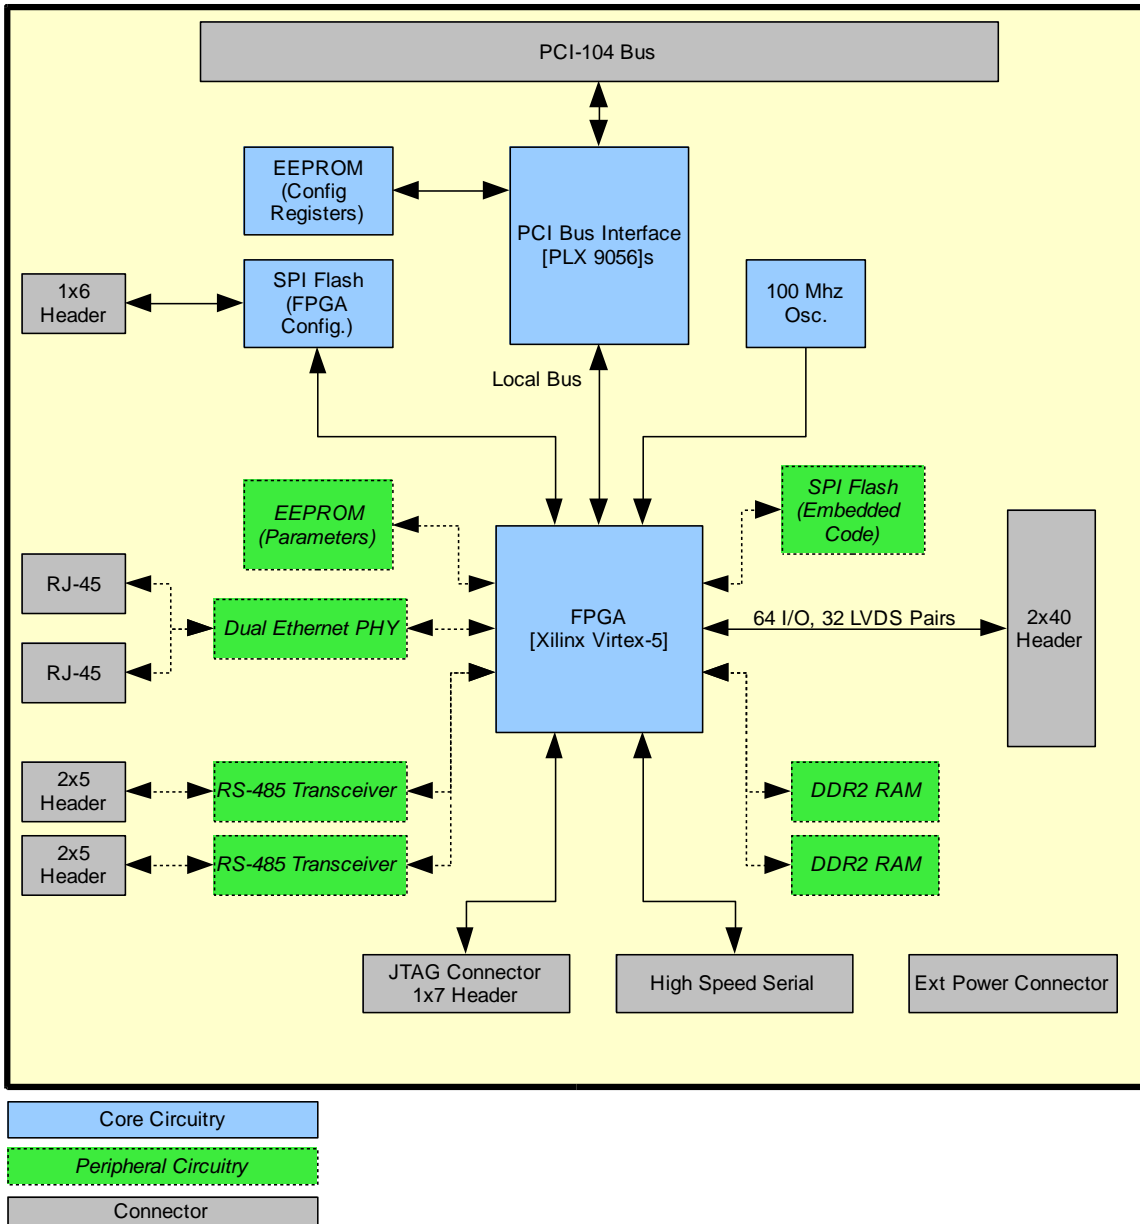 PCI-104 Bus
EEPROM
(Config
Registers)
PCI Bus Interface
[PLX 9056]s
1x6
Header
SPI Flash
(FPGA
Config.)
100 Mhz
Osc.
Local Bus
EEPROM
(Parameters)
SPI Flash
(Embedded
Code)
RJ-45
Dual Ethernet PHY
RJ-45
FPGA
[Xilinx Virtex-5]
64 I/O, 32 LVDS Pairs
2x40
Header
2x5
Header
RS-485 Transceiver
DDR2 RAM
2x5
Header
RS-485 Transceiver
DDR2 RAM
JTAG Connector
1x7 Header
High Speed Serial
Ext Power Connector
Core Circuitry
Peripheral Circuitry
Connector